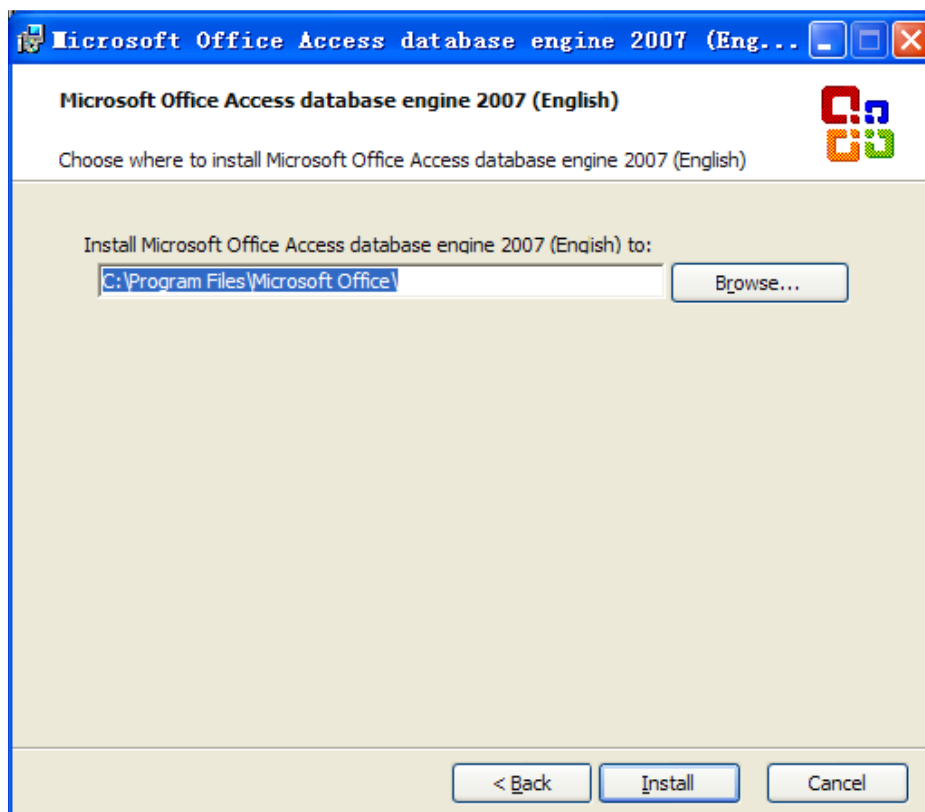 Microsoft Office Access database engine 2007 (Eng...
Microsoft Office Access database engine 2007 (English)
Choose where to install Microsoft Office Access database engine 2007 (English)
Install Microsoft Office Access database engine 2007 (Engish) to:
C:\Program Files\Microsoft Office\
Browse...
< Back
Install
Cancel